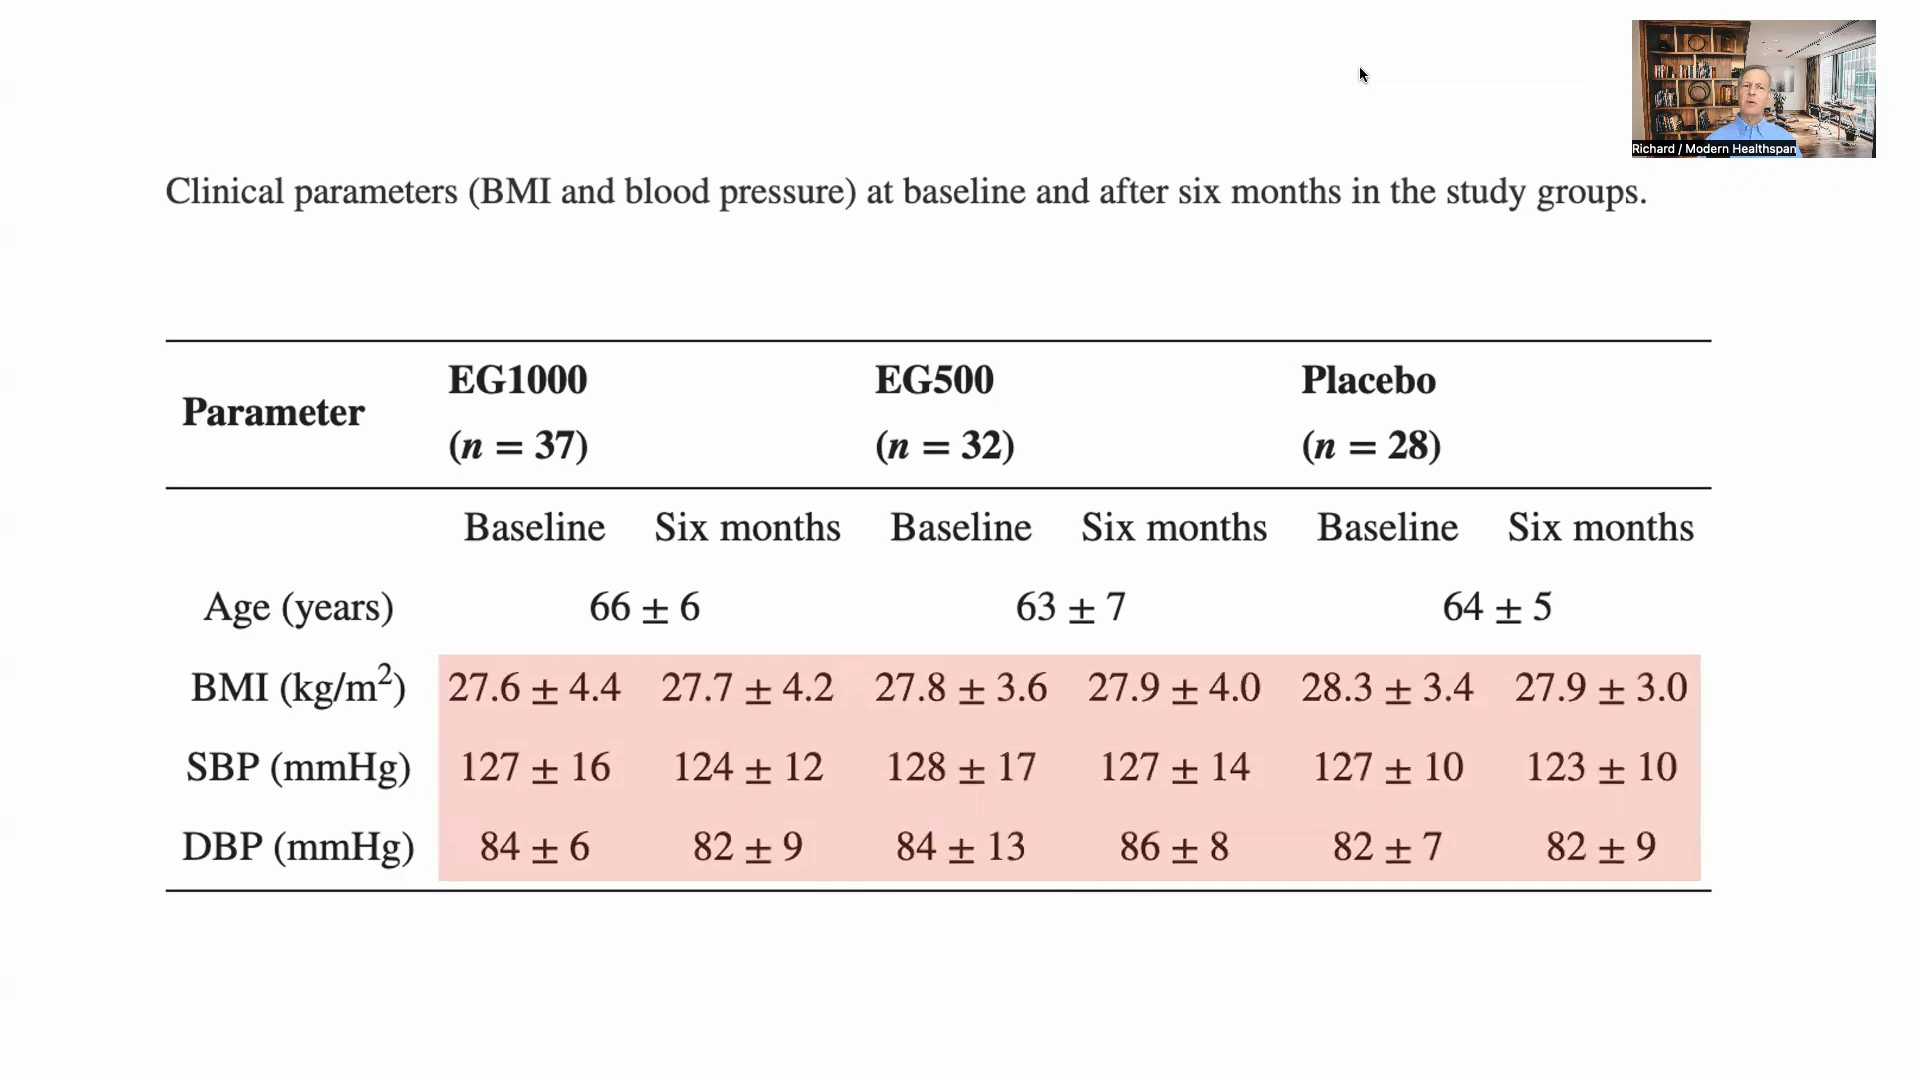 Richard / Modern Healthspan
Clinical parameters (BMI and blood pressure) at baseline and after six months in the study groups.
Parameter EG1000 (n = 37) EG500 (n = 32) Placebo (n = 28)
Baseline Six months Baseline Six months Baseline Six months
Age (years) 66 ± 6 63 ± 7 64 ± 5
BMI (kg/m²) 27.6 ± 4.4 27.7 ± 4.2 27.8 ± 3.6 27.9 ± 4.0 28.3 ± 3.4 27.9 ± 3.0
SBP (mmHg) 127 ± 16 124 ± 12 128 ± 17 127 ± 14 127 ± 10 123 ± 10
DBP (mmHg) 84 ± 6 82 ± 9 84 ± 13 86 ± 8 82 ± 7 82 ± 9